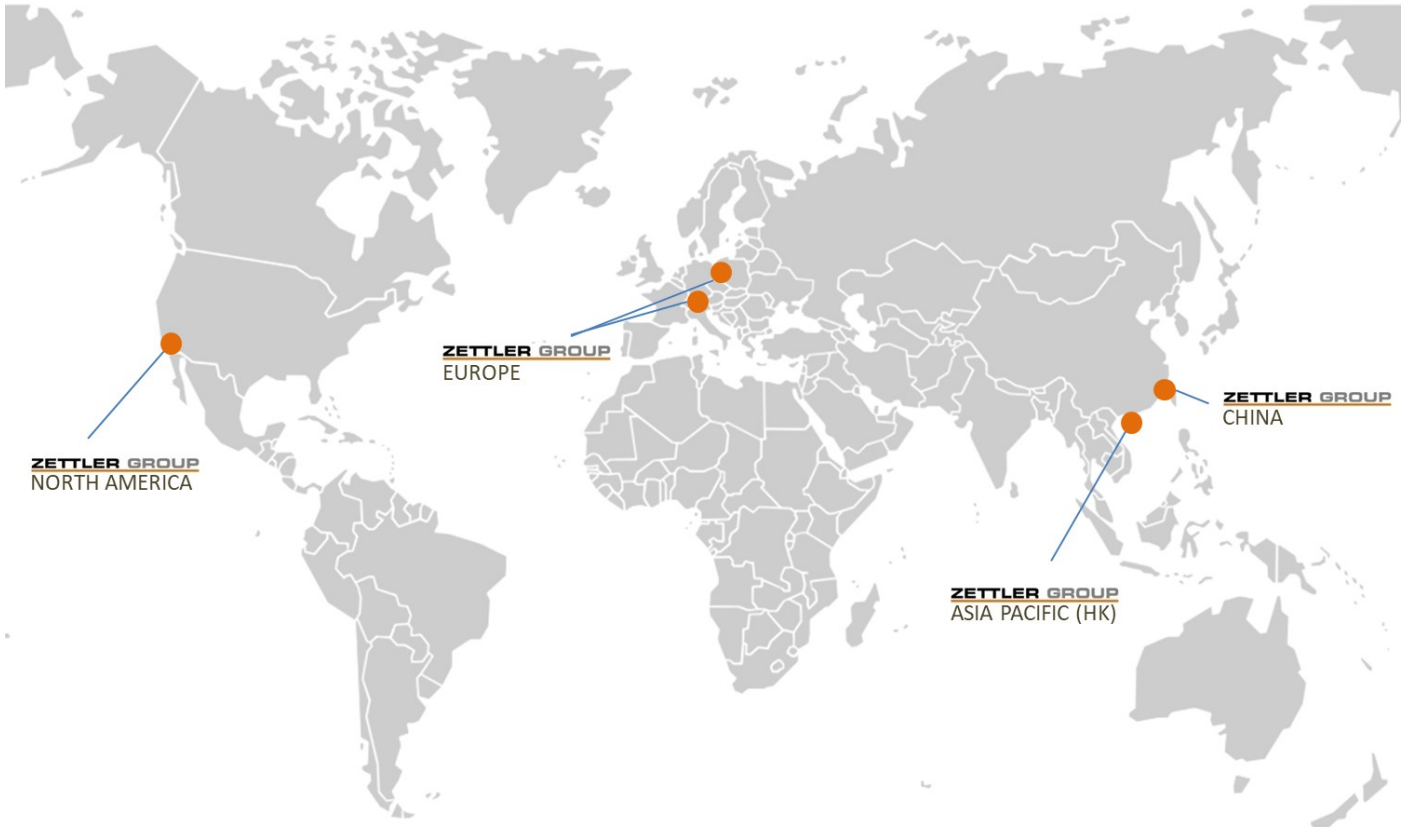 ZETTLER GROUP
EUROPE
ZETTLER GROUP
CHINA
ZETTLER GROUP
NORTH AMERICA
ZETTLER GROUP
ASIA PACIFIC (HK)